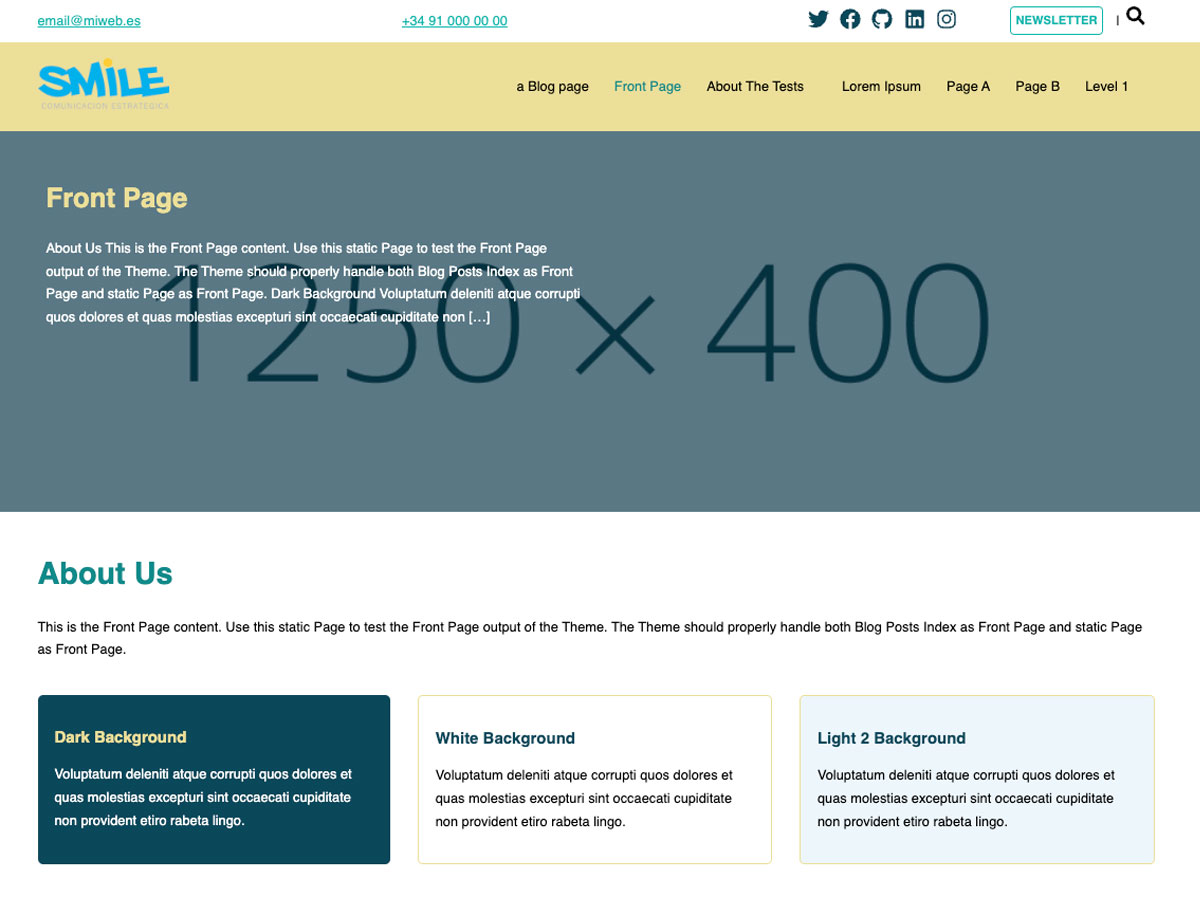 email@miweb.es
+34 91 000 00 00
NEWSLETTER
|
SMiLE
COMUNICACIÓN ESTRATÉGICA
a Blog page
Front Page
About The Tests
Lorem Ipsum
Page A
Page B
Level 1
Front Page
About Us This is the Front Page content. Use this static Page to test the Front Page
output of the Theme. The Theme should properly handle both Blog Posts Index as Front
Page and static Page as Front Page. Dark Background Voluptatum deleniti atque corrupti
quos dolores et quas molestias excepturi sint occaecati cupiditate non […]
1250 × 400
About Us
This is the Front Page content. Use this static Page to test the Front Page output of the Theme. The Theme should properly handle both Blog Posts Index as Front Page and static Page
as Front Page.
Dark Background
Voluptatum deleniti atque corrupti quos dolores et
quas molestias excepturi sint occaecati cupiditate
non provident etiro rabeta lingo.
White Background
Voluptatum deleniti atque corrupti quos dolores et
quas molestias excepturi sint occaecati cupiditate
non provident etiro rabeta lingo.
Light 2 Background
Voluptatum deleniti atque corrupti quos dolores et
quas molestias excepturi sint occaecati cupiditate
non provident etiro rabeta lingo.